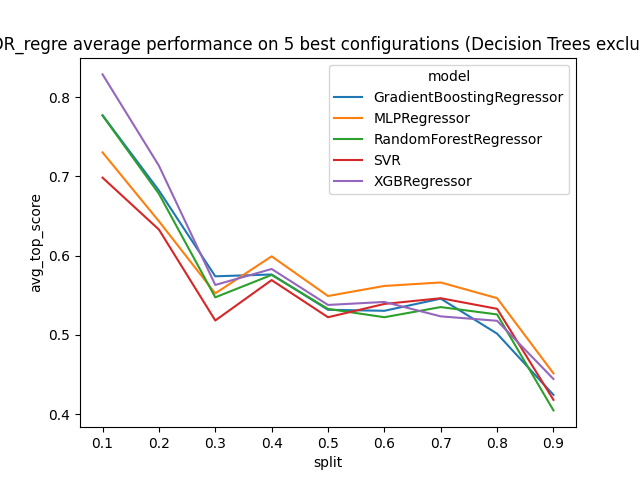 OR_regre average performance on 5 best configurations (Decision Trees exclu
model
GradientBoostingRegressor
MLPRegressor
RandomForestRegressor
SVR
XGBRegressor
avg_top_score
0.8
0.7
0.6
0.5
0.4
0.1 0.2 0.3 0.4 0.5 0.6 0.7 0.8 0.9
split